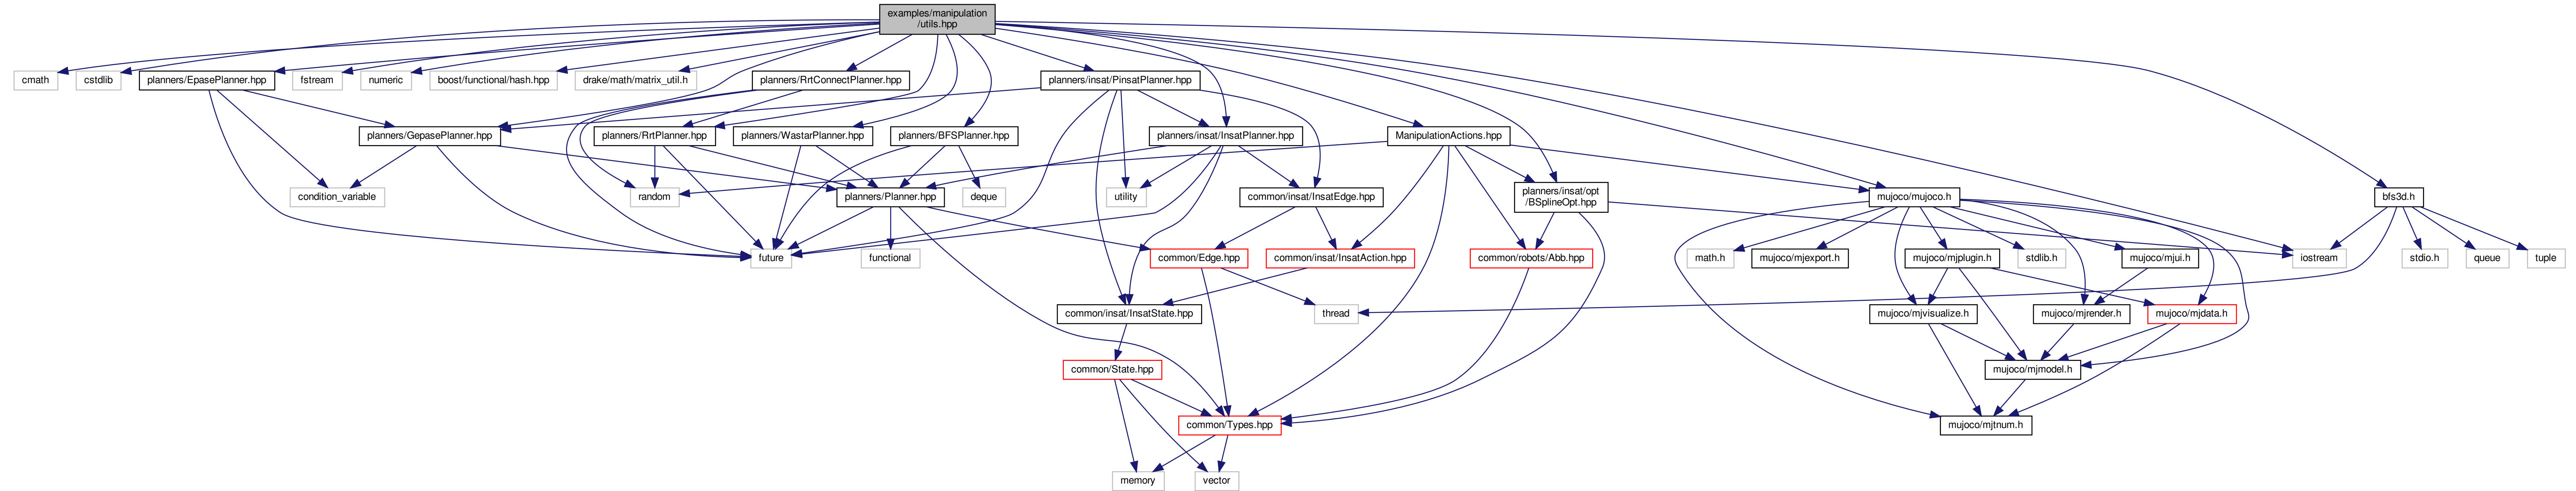 examples/manipulation
/utils.hpp
cmath
cstdlib
planners/EpasePlanner.hpp
fstream
numeric
boost/functional/hash.hpp
drake/math/matrix_util.h
planners/RrtConnectPlanner.hpp
planners/insat/PinsatPlanner.hpp
planners/GepasePlanner.hpp
planners/RrtPlanner.hpp
planners/WastarPlanner.hpp
planners/BFSPlanner.hpp
planners/insat/InsatPlanner.hpp
ManipulationActions.hpp
condition_variable
random
planners/Planner.hpp
deque
utility
common/insat/InsatEdge.hpp
planners/insat/opt
/BSplineOpt.hpp
mujoco/mujoco.h
bfs3d.h
future
functional
common/Edge.hpp
common/insat/InsatAction.hpp
common/robots/Abb.hpp
math.h
mujoco/mjexport.h
mujoco/mjplugin.h
stdlib.h
mujoco/mjui.h
iostream
stdio.h
queue
tuple
common/insat/InsatState.hpp
thread
mujoco/mjvisualize.h
mujoco/mjrender.h
mujoco/mjdata.h
common/State.hpp
mujoco/mjmodel.h
common/Types.hpp
mujoco/mjtnum.h
memory
vector